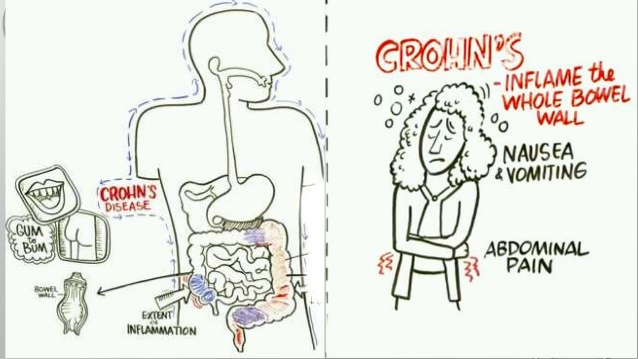 CROHN'S
DISEASE
GUM
to
BUM
BOWEL
WALL
EXTENT
OF
INFLAMMATION
CROHN'S
- INFLAME the
WHOLE BOWEL
WALL
NAUSEA
& VOMITING
ABDOMINAL
PAIN